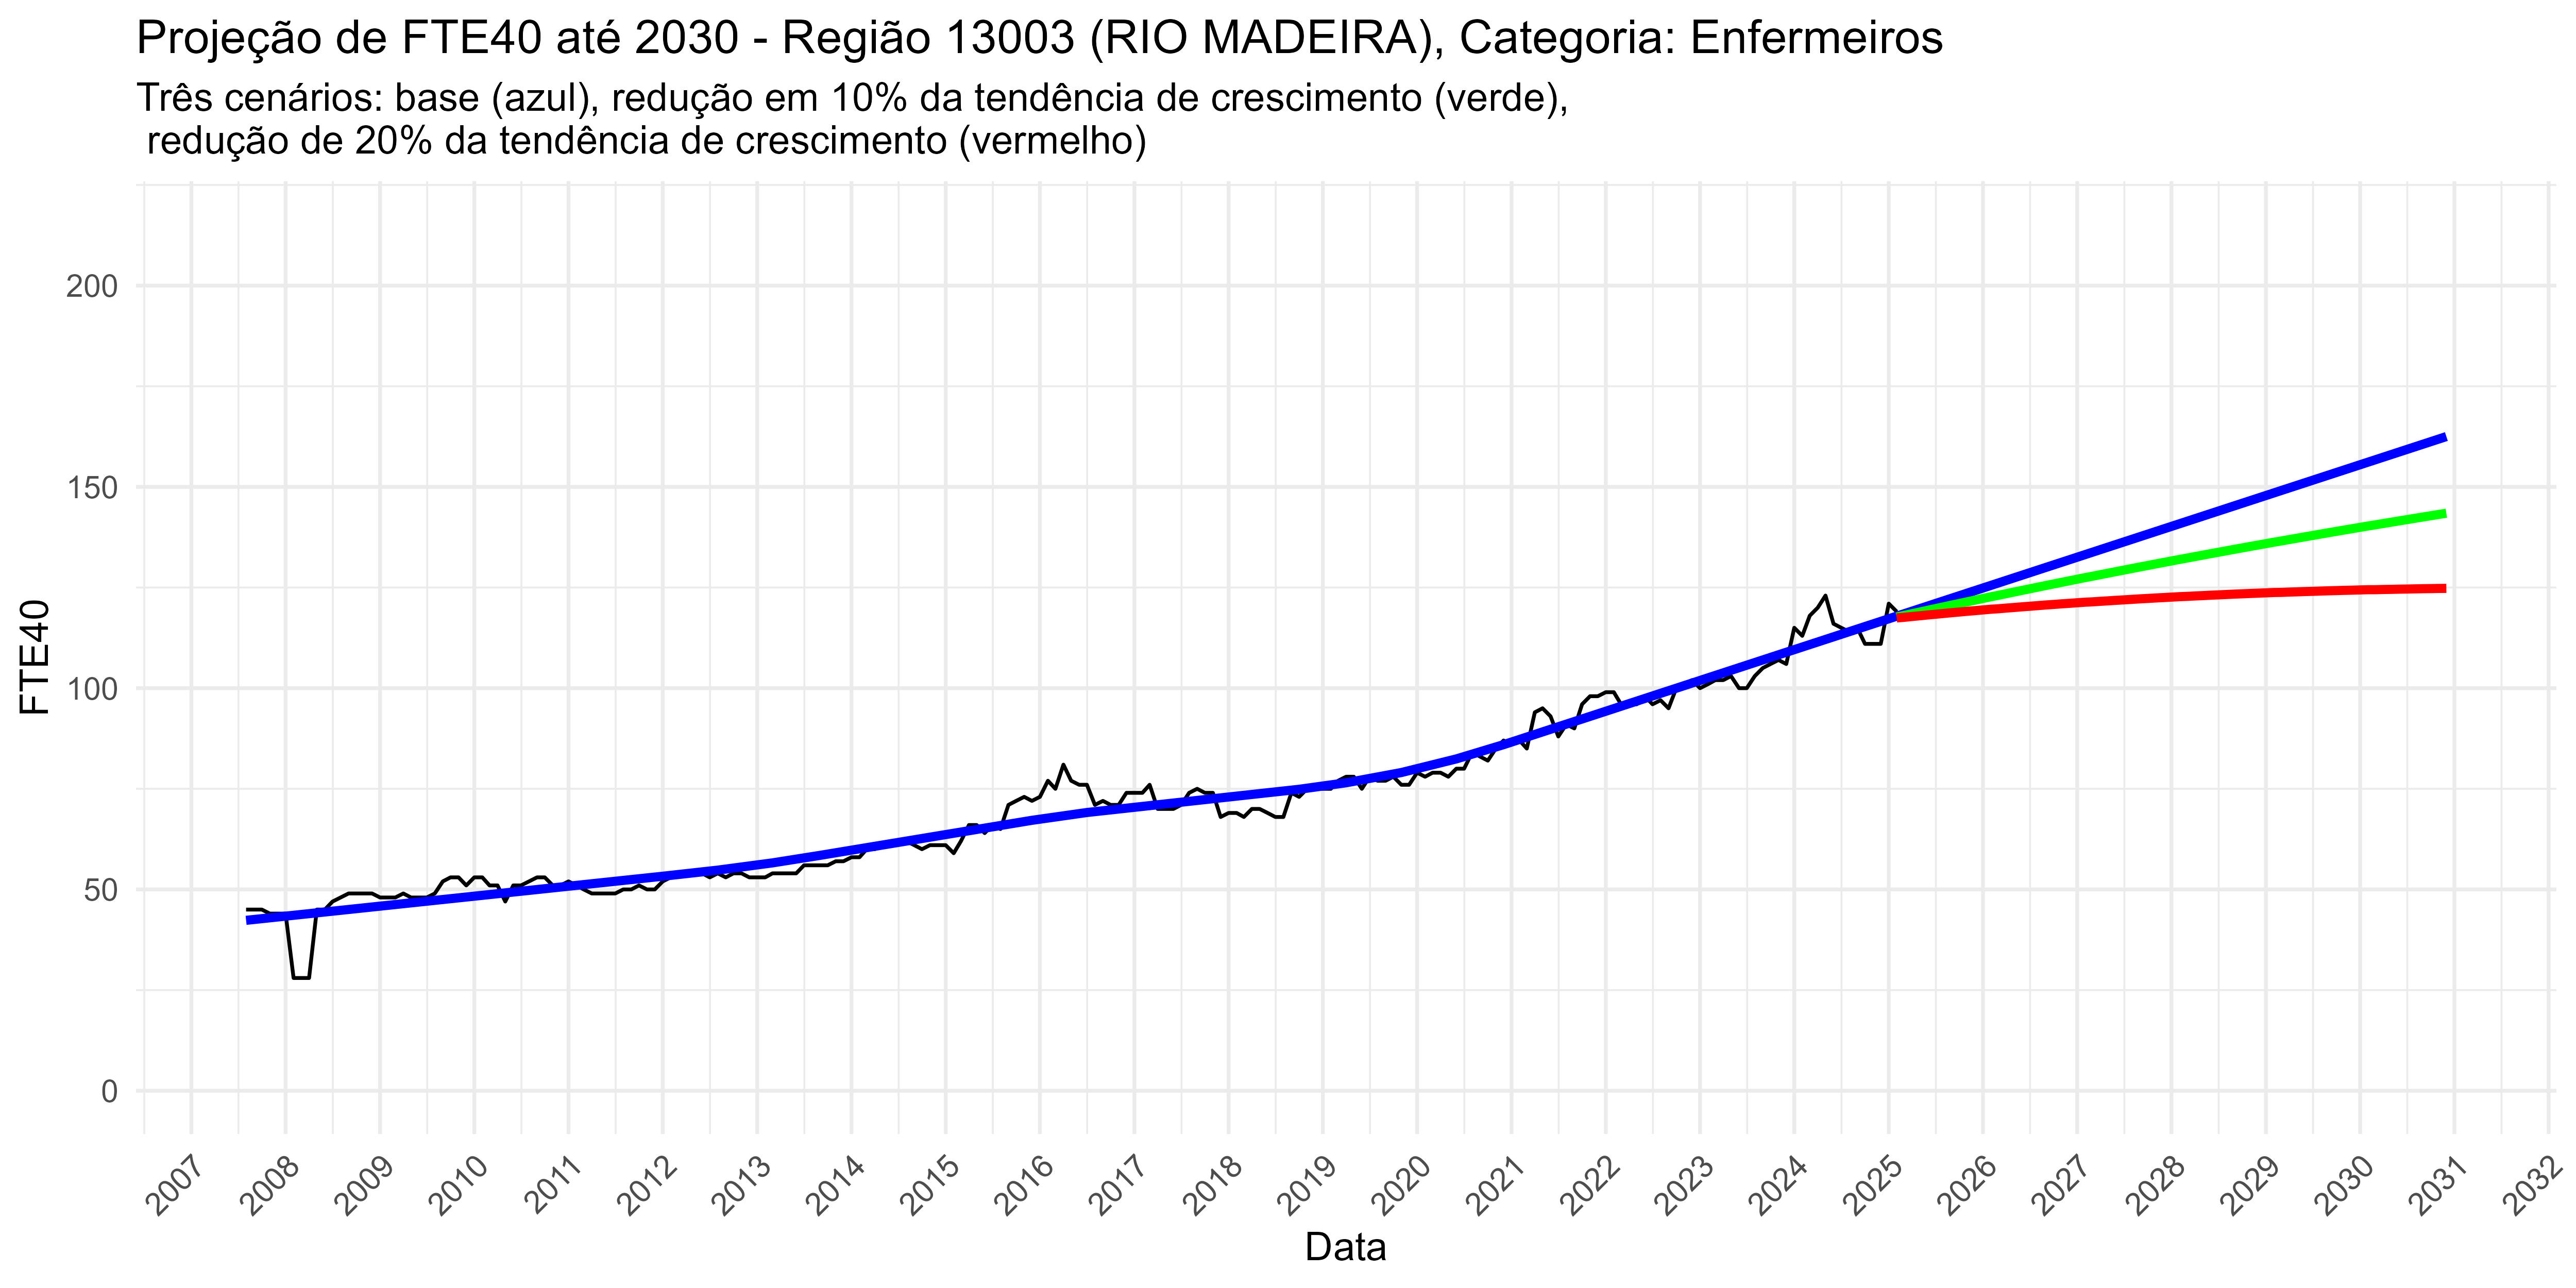 Projeção de FTE40 até 2030 - Região 13003 (RIO MADEIRA), Categoria: Enfermeiros
Três cenários: base (azul), redução em 10% da tendência de crescimento (verde),
redução de 20% da tendência de crescimento (vermelho)
FTE40
200
150
100
50
0
2007 2008 2009 2010 2011 2012 2013 2014 2015 2016 2017 2018 2019 2020 2021 2022 2023 2024 2025 2026 2027 2028 2029 2030 2031 2032
Data